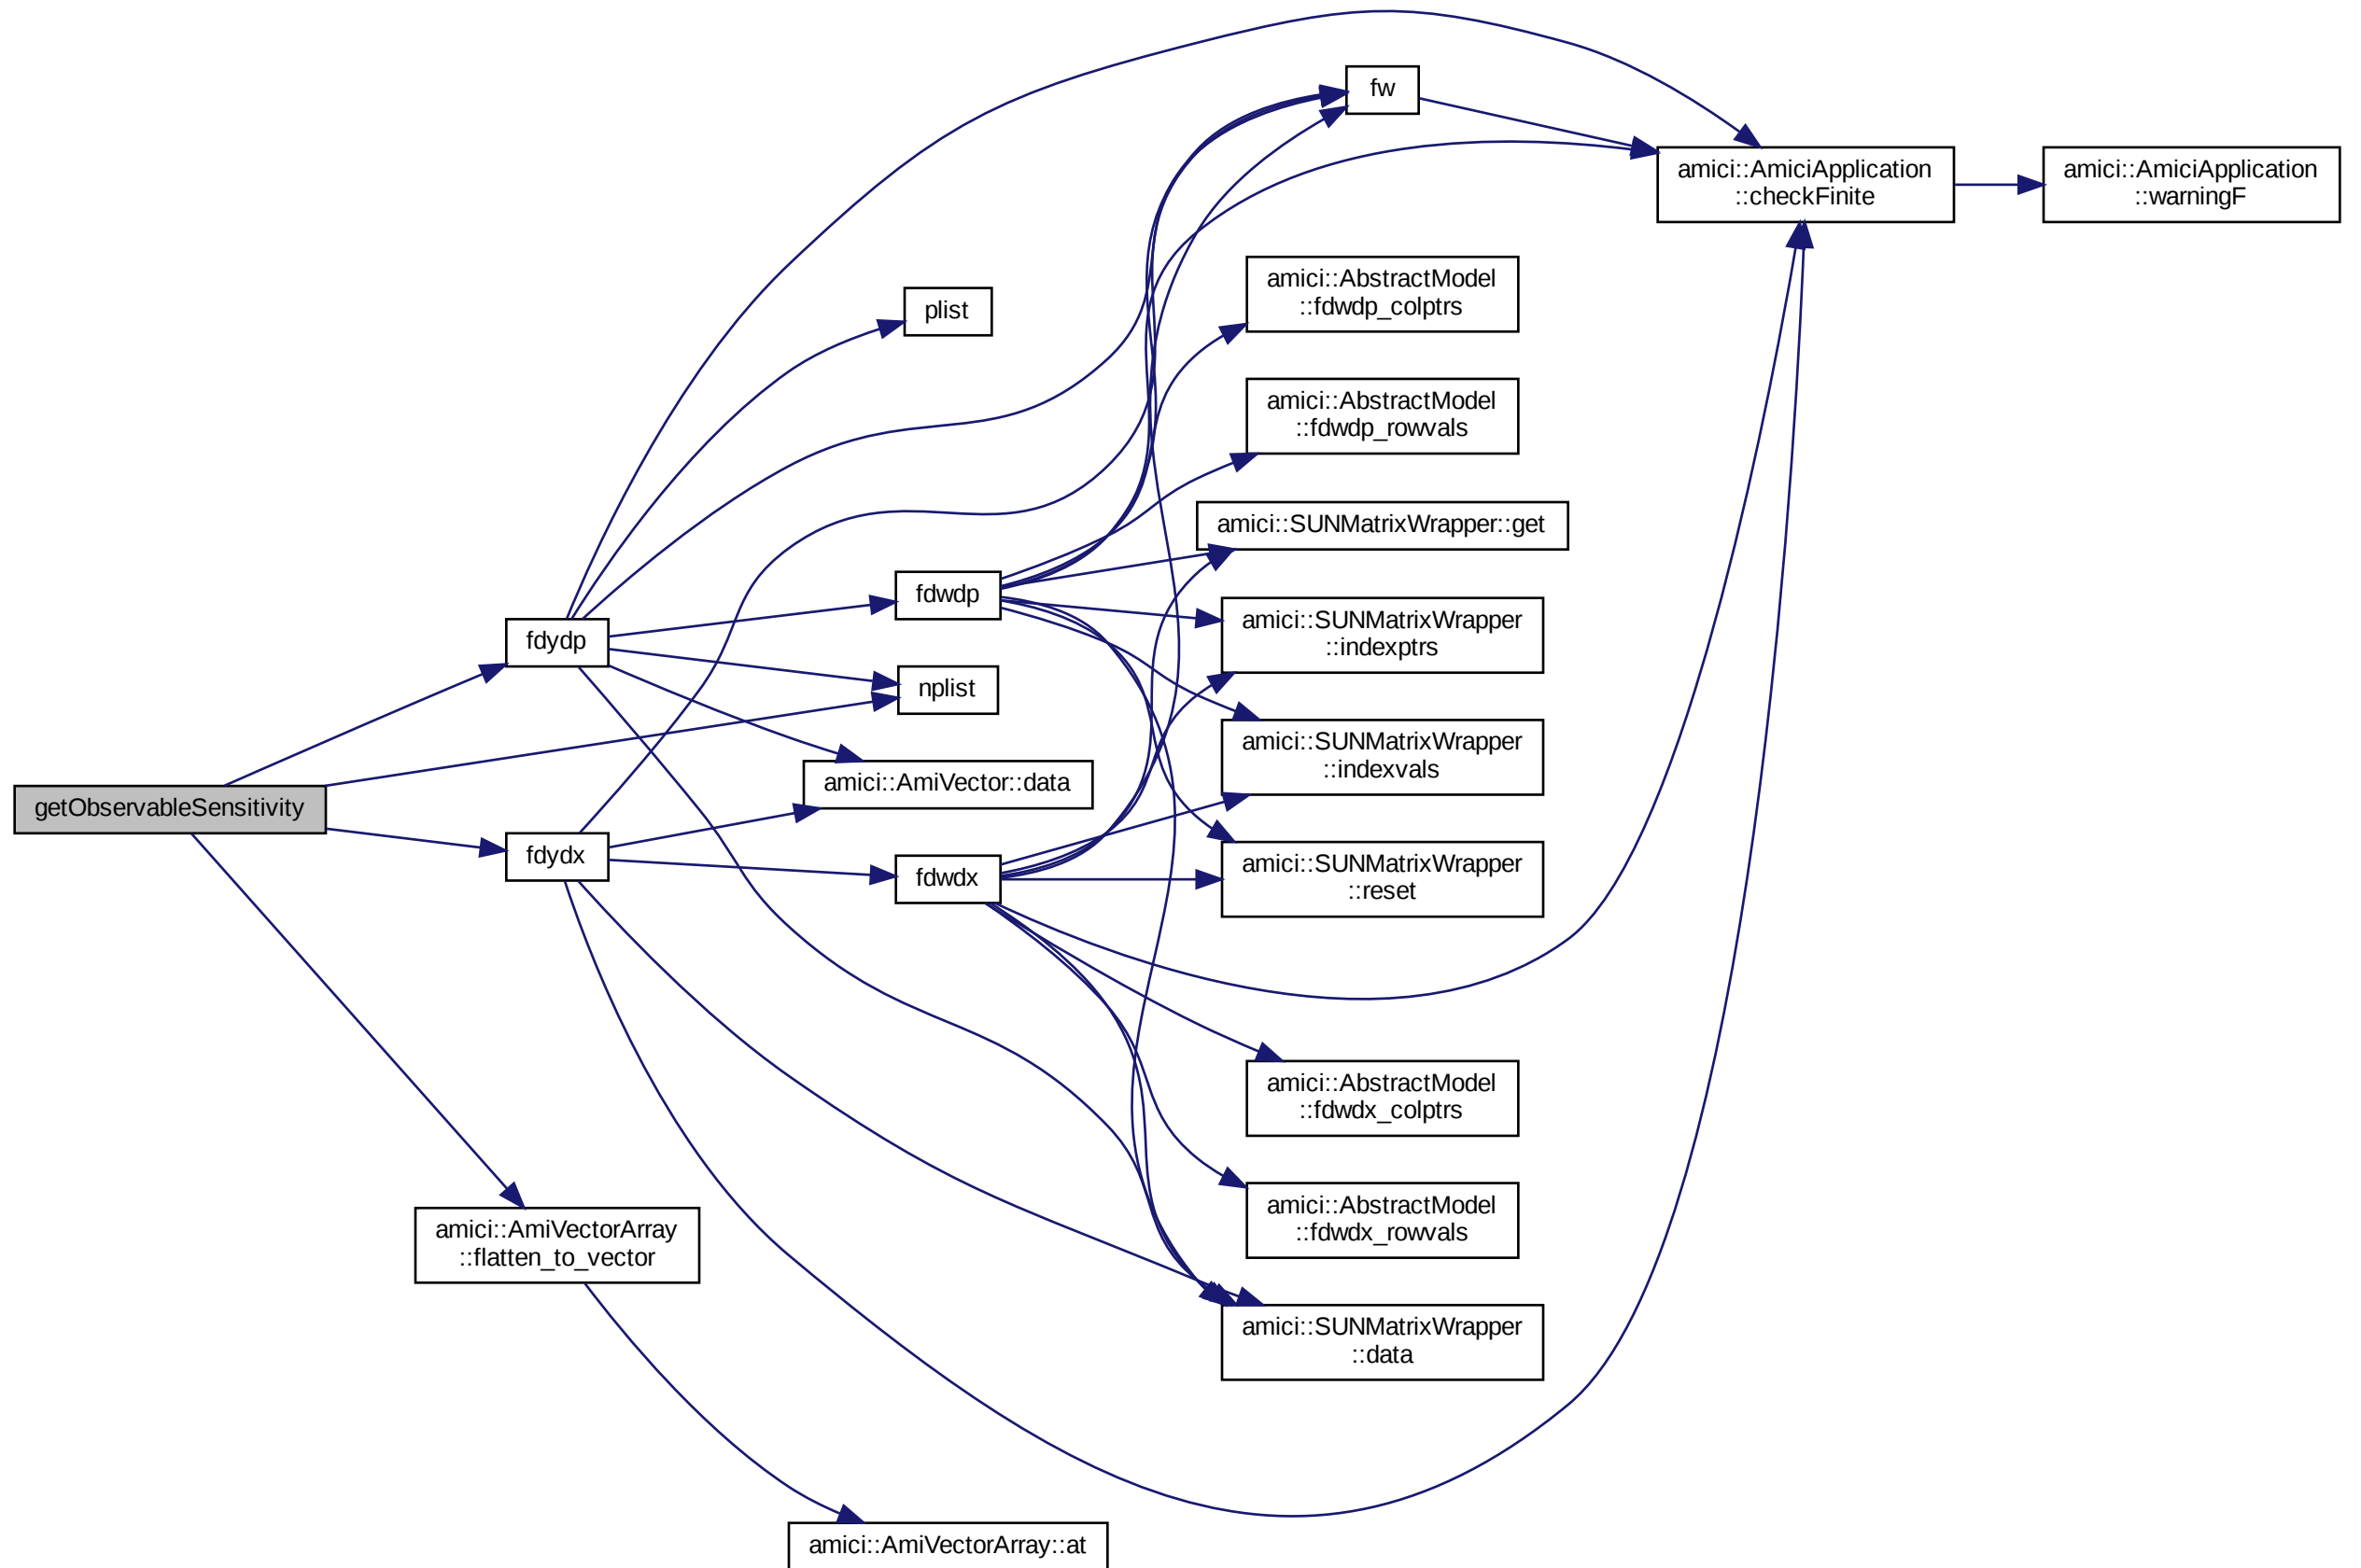 fw
amici::AmiciApplication
::checkFinite
amici::AmiciApplication
::warningF
amici::AbstractModel
::fdwdp_colptrs
plist
amici::AbstractModel
::fdwdp_rowvals
amici::SUNMatrixWrapper::get
fdwdp
amici::SUNMatrixWrapper
::indexptrs
fdydp
nplist
amici::SUNMatrixWrapper
::indexvals
amici::AmiVector::data
getObservableSensitivity
fdydx
fdwdx
amici::SUNMatrixWrapper
::reset
amici::AbstractModel
::fdwdx_colptrs
amici::AbstractModel
::fdwdx_rowvals
amici::AmiVectorArray
::flatten_to_vector
amici::SUNMatrixWrapper
::data
amici::AmiVectorArray::at